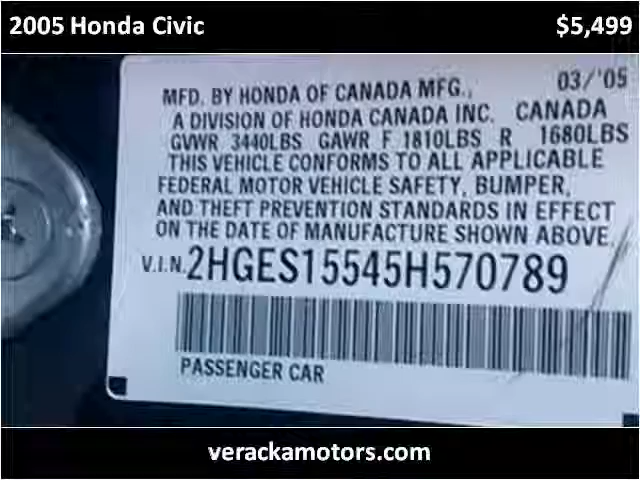 2005 Honda Civic $5,499
MFD. BY HONDA OF CANADA MFG., 03/'05
A DIVISION OF HONDA CANADA INC. CANADA
GVWR 3440LBS GAWR F 1810LBS R 1680LBS
THIS VEHICLE CONFORMS TO ALL APPLICABLE
FEDERAL MOTOR VEHICLE SAFETY, BUMPER,
AND THEFT PREVENTION STANDARDS IN EFFECT
ON THE DATE OF MANUFACTURE SHOWN ABOVE.
V.I.N. 2HGES15545H570789
PASSENGER CAR
verackamotors.com